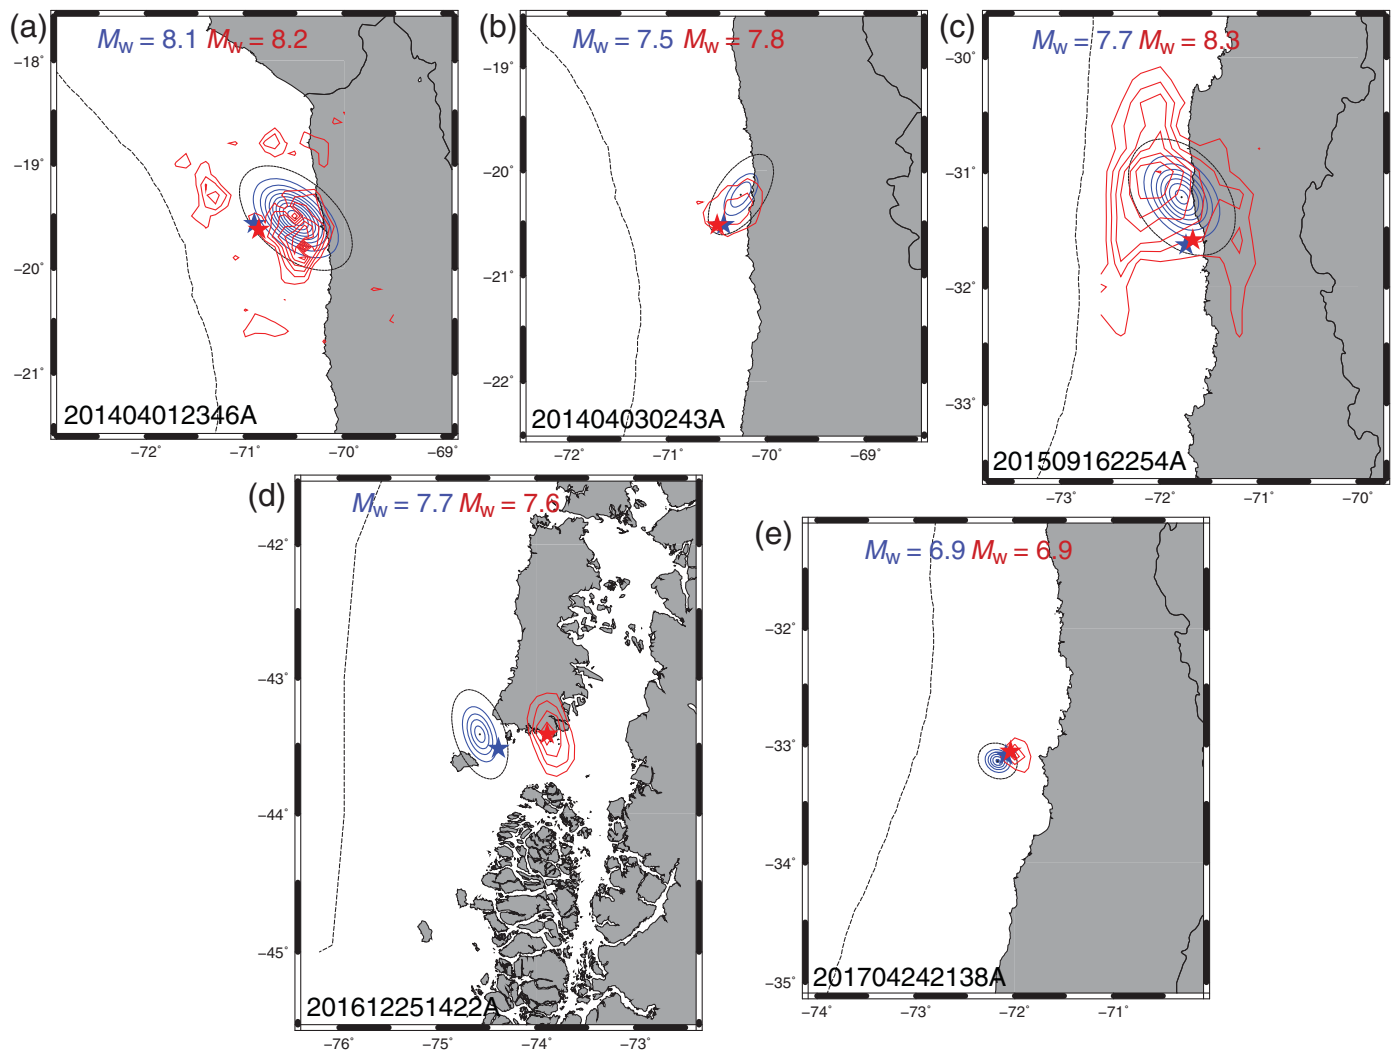 (a)
Mw = 8.1 Mw = 8.2
−18°
−19°
−20°
−21°
201404012346A
−72° −71° −70° −69°
(b)
Mw = 7.5 Mw = 7.8
−19°
−20°
−21°
−22°
201404030243A
−72° −71° −70° −69°
(c)
Mw = 7.7 Mw = 8.3
−30°
−31°
−32°
−33°
201509162254A
−73° −72° −71° −70°
(d)
Mw = 7.7 Mw = 7.6
−42°
−43°
−44°
−45°
201612251422A
−76° −75° −74° −73°
(e)
Mw = 6.9 Mw = 6.9
−32°
−33°
−34°
−35°
201704242138A
−74° −73° −72° −71°